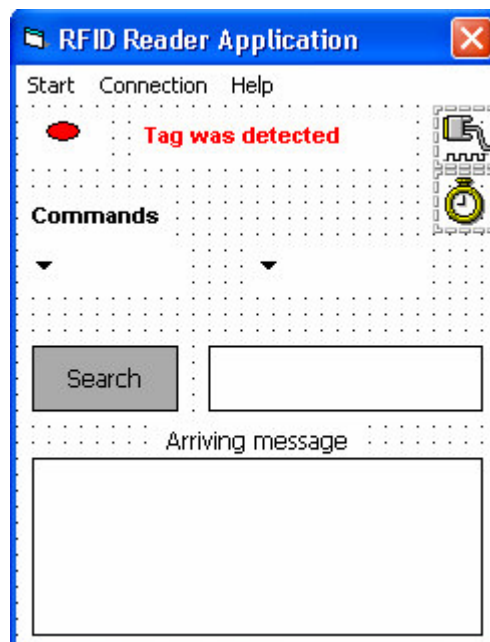 RFID Reader Application
Start Connection Help
Tag was detected
Commands
Search
Arriving message